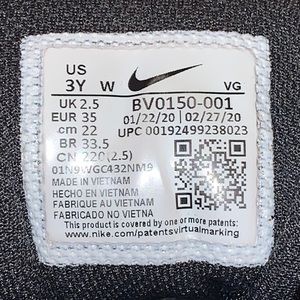 US
3Y W
VG
UK 2.5 BV0150-001
EUR 35 01/22/20 02/27/20
cm 22 UPC 00192499238023
BR 33.5
CN 220(2.5)
01N9WGC432NM9
MADE IN VIETNAM
HECHO EN VIETNAM
FABRIQUE AU VIETNAM
FABRICADO NO VIETNA
This product is covered by one or more patents:
www.nike.com/patentsvirtualmarking